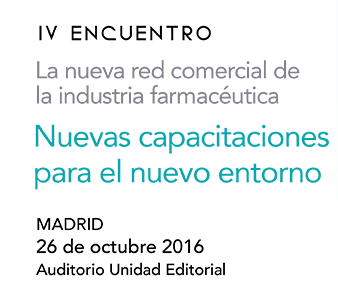 IV ENCUENTRO
La nueva red comercial de
la industria farmacéutica
Nuevas capacitaciones
para el nuevo entorno
MADRID
26 de octubre 2016
Auditorio Unidad Editorial